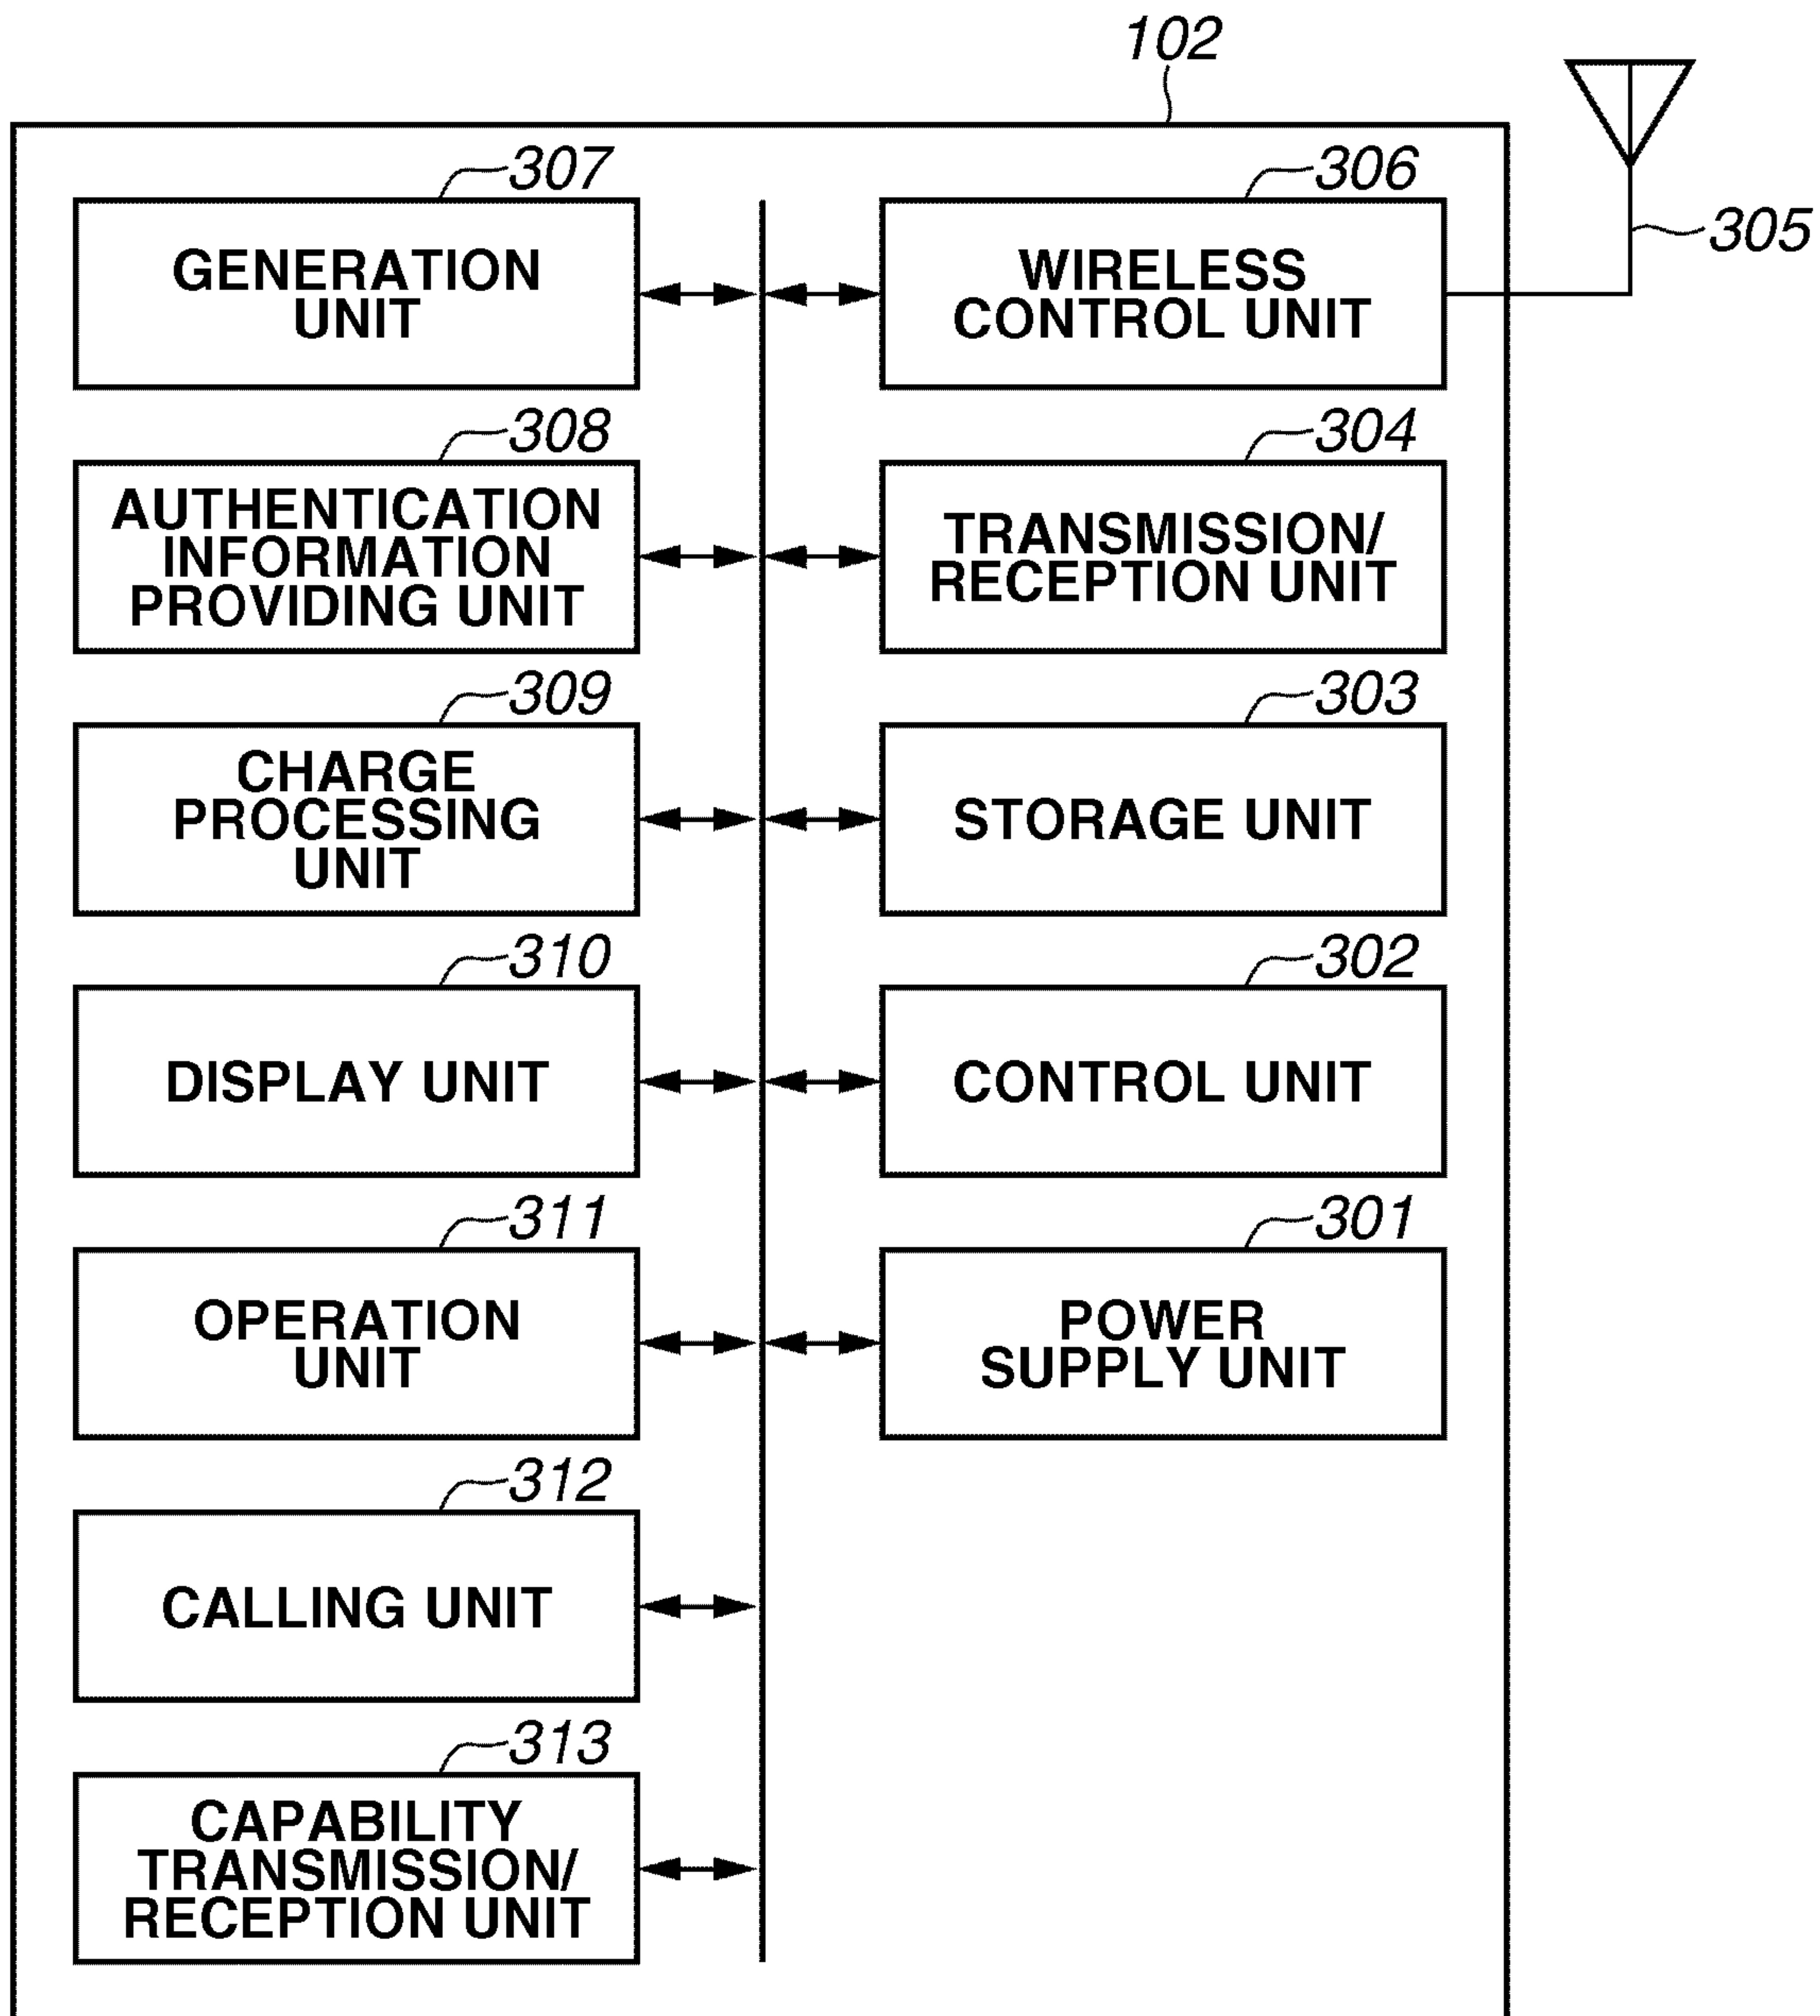 102
307
GENERATION
UNIT
306
WIRELESS
CONTROL UNIT
305
308
AUTHENTICATION
INFORMATION
PROVIDING UNIT
304
TRANSMISSION/
RECEPTION UNIT
309
CHARGE
PROCESSING
UNIT
303
STORAGE UNIT
310
DISPLAY UNIT
302
CONTROL UNIT
311
OPERATION
UNIT
301
POWER
SUPPLY UNIT
312
CALLING UNIT
313
CAPABILITY
TRANSMISSION/
RECEPTION UNIT